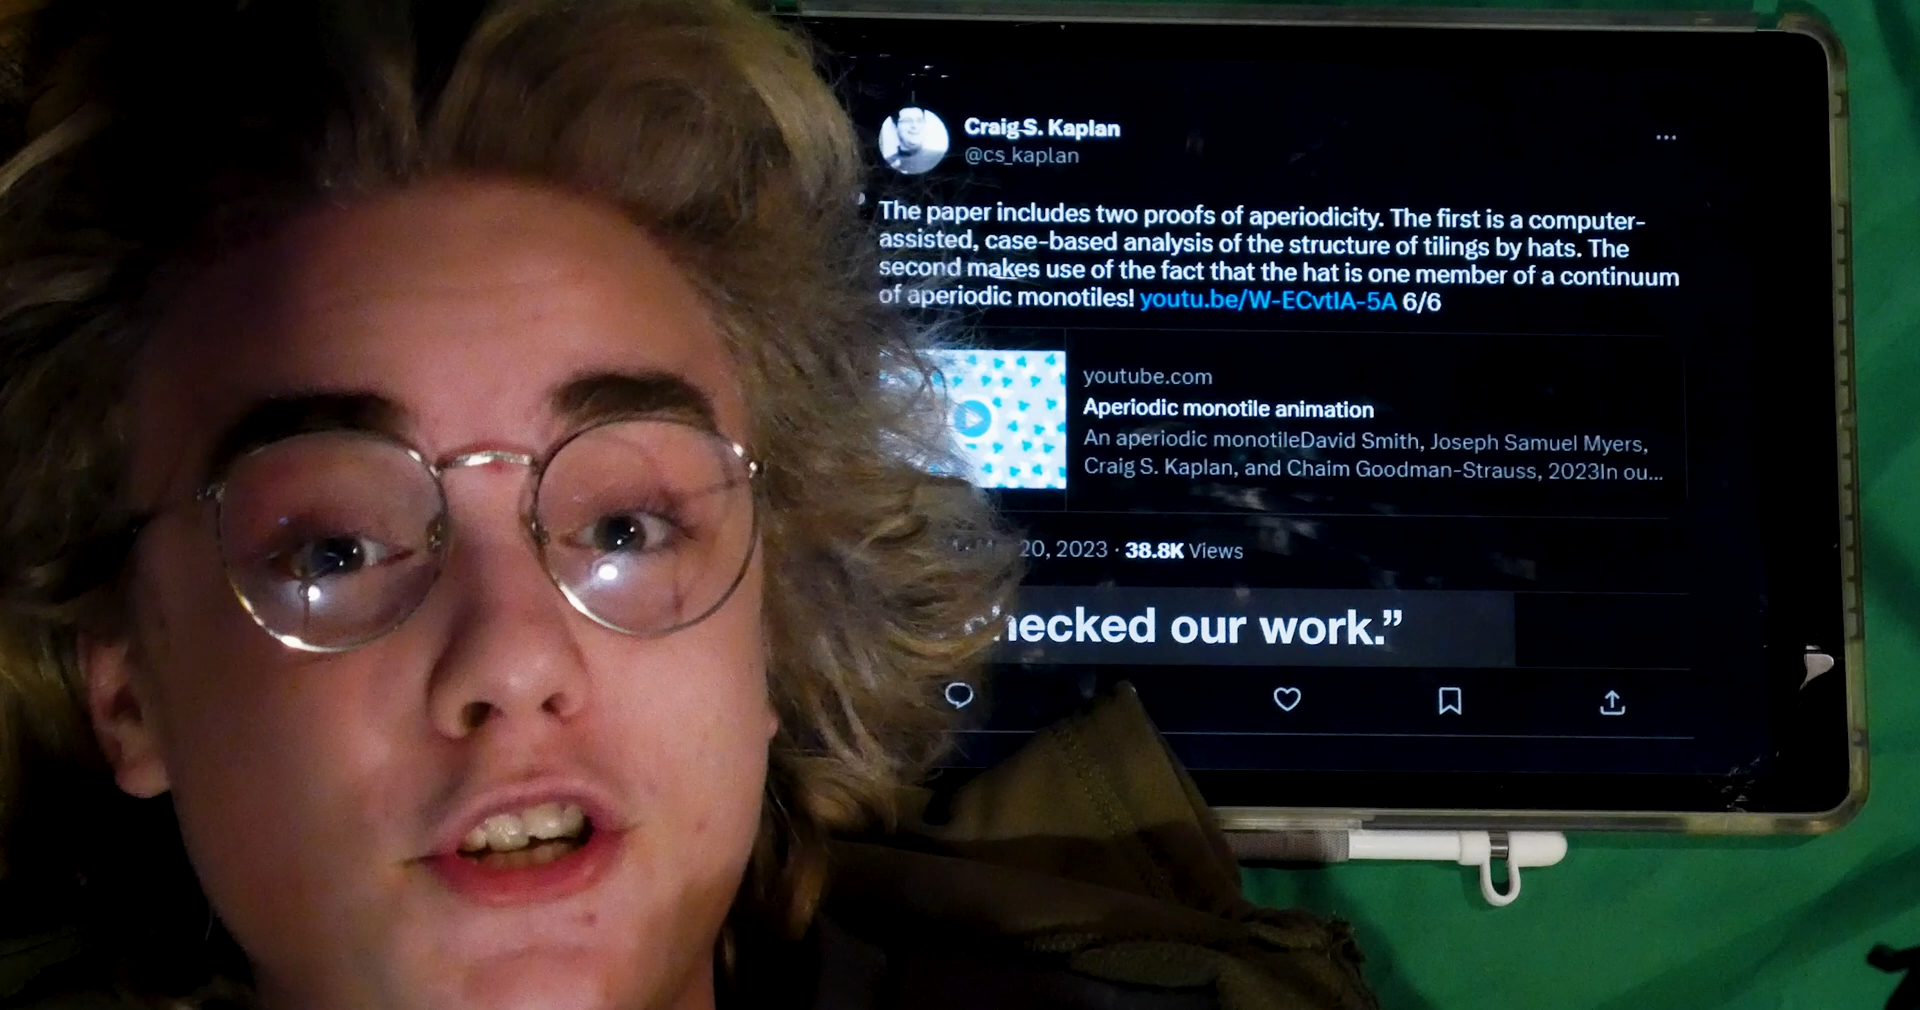 Craig S. Kaplan
@cs_kaplan
The paper includes two proofs of aperiodicity. The first is a computer-
assisted, case-based analysis of the structure of tilings by hats. The
second makes use of the fact that the hat is one member of a continuum
of aperiodic monotiles! youtu.be/W-ECvtIA-5A 6/6
youtube.com
Aperiodic monotile animation
An aperiodic monotileDavid Smith, Joseph Samuel Myers,
Craig S. Kaplan, and Chaim Goodman-Strauss, 2023In ou...
20, 2023 · 38.8K Views
hecked our work.”